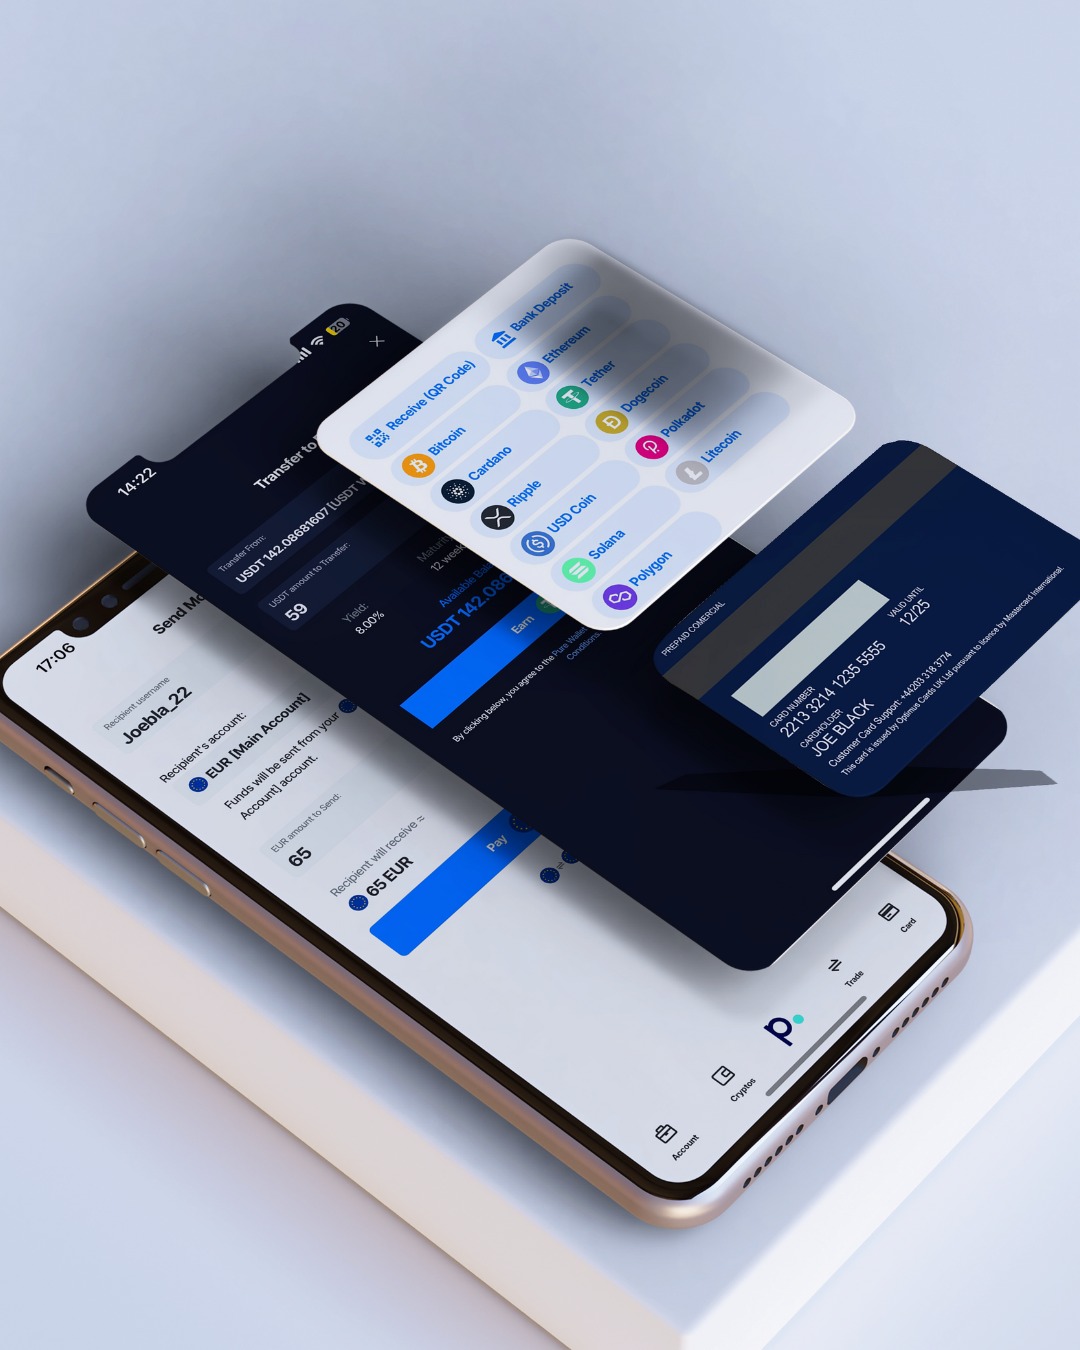 Receive (QR Code)
Bank Deposit
Bitcoin
Ethereum
Cardano
Tether
Ripple
Dogecoin
USD Coin
Polkadot
Solana
Litecoin
Polygon
14:22
20
Transfer to
Transfer From:
USDT 142.08681607 [USDT
USDT amount to Transfer:
59
Yield:
8.00%
12 week
Available
USDT 142.086
Earn
By clicking below, you agree to the Pure Wallet
Conditions.
PREPAID COMERCIAL
VALID UNTIL
12/25
CARD NUMBER
2213 3214 1235 5555
CARDHOLDER
JOE BLACK
Customer Card Support: +44203 318 3774
This card is issued by Optimus Cards UK Ltd pursuant to licence by Mastercard International.
17:06
Send
Recipient username
Joebla_22
Recipient's account:
EUR [Main Account]
Funds will be sent from your
Account] account.
EUR amount to Send:
65
Recipient will receive ≈
65 EUR
Pay
Account
Cryptos
p.
Trade
Card